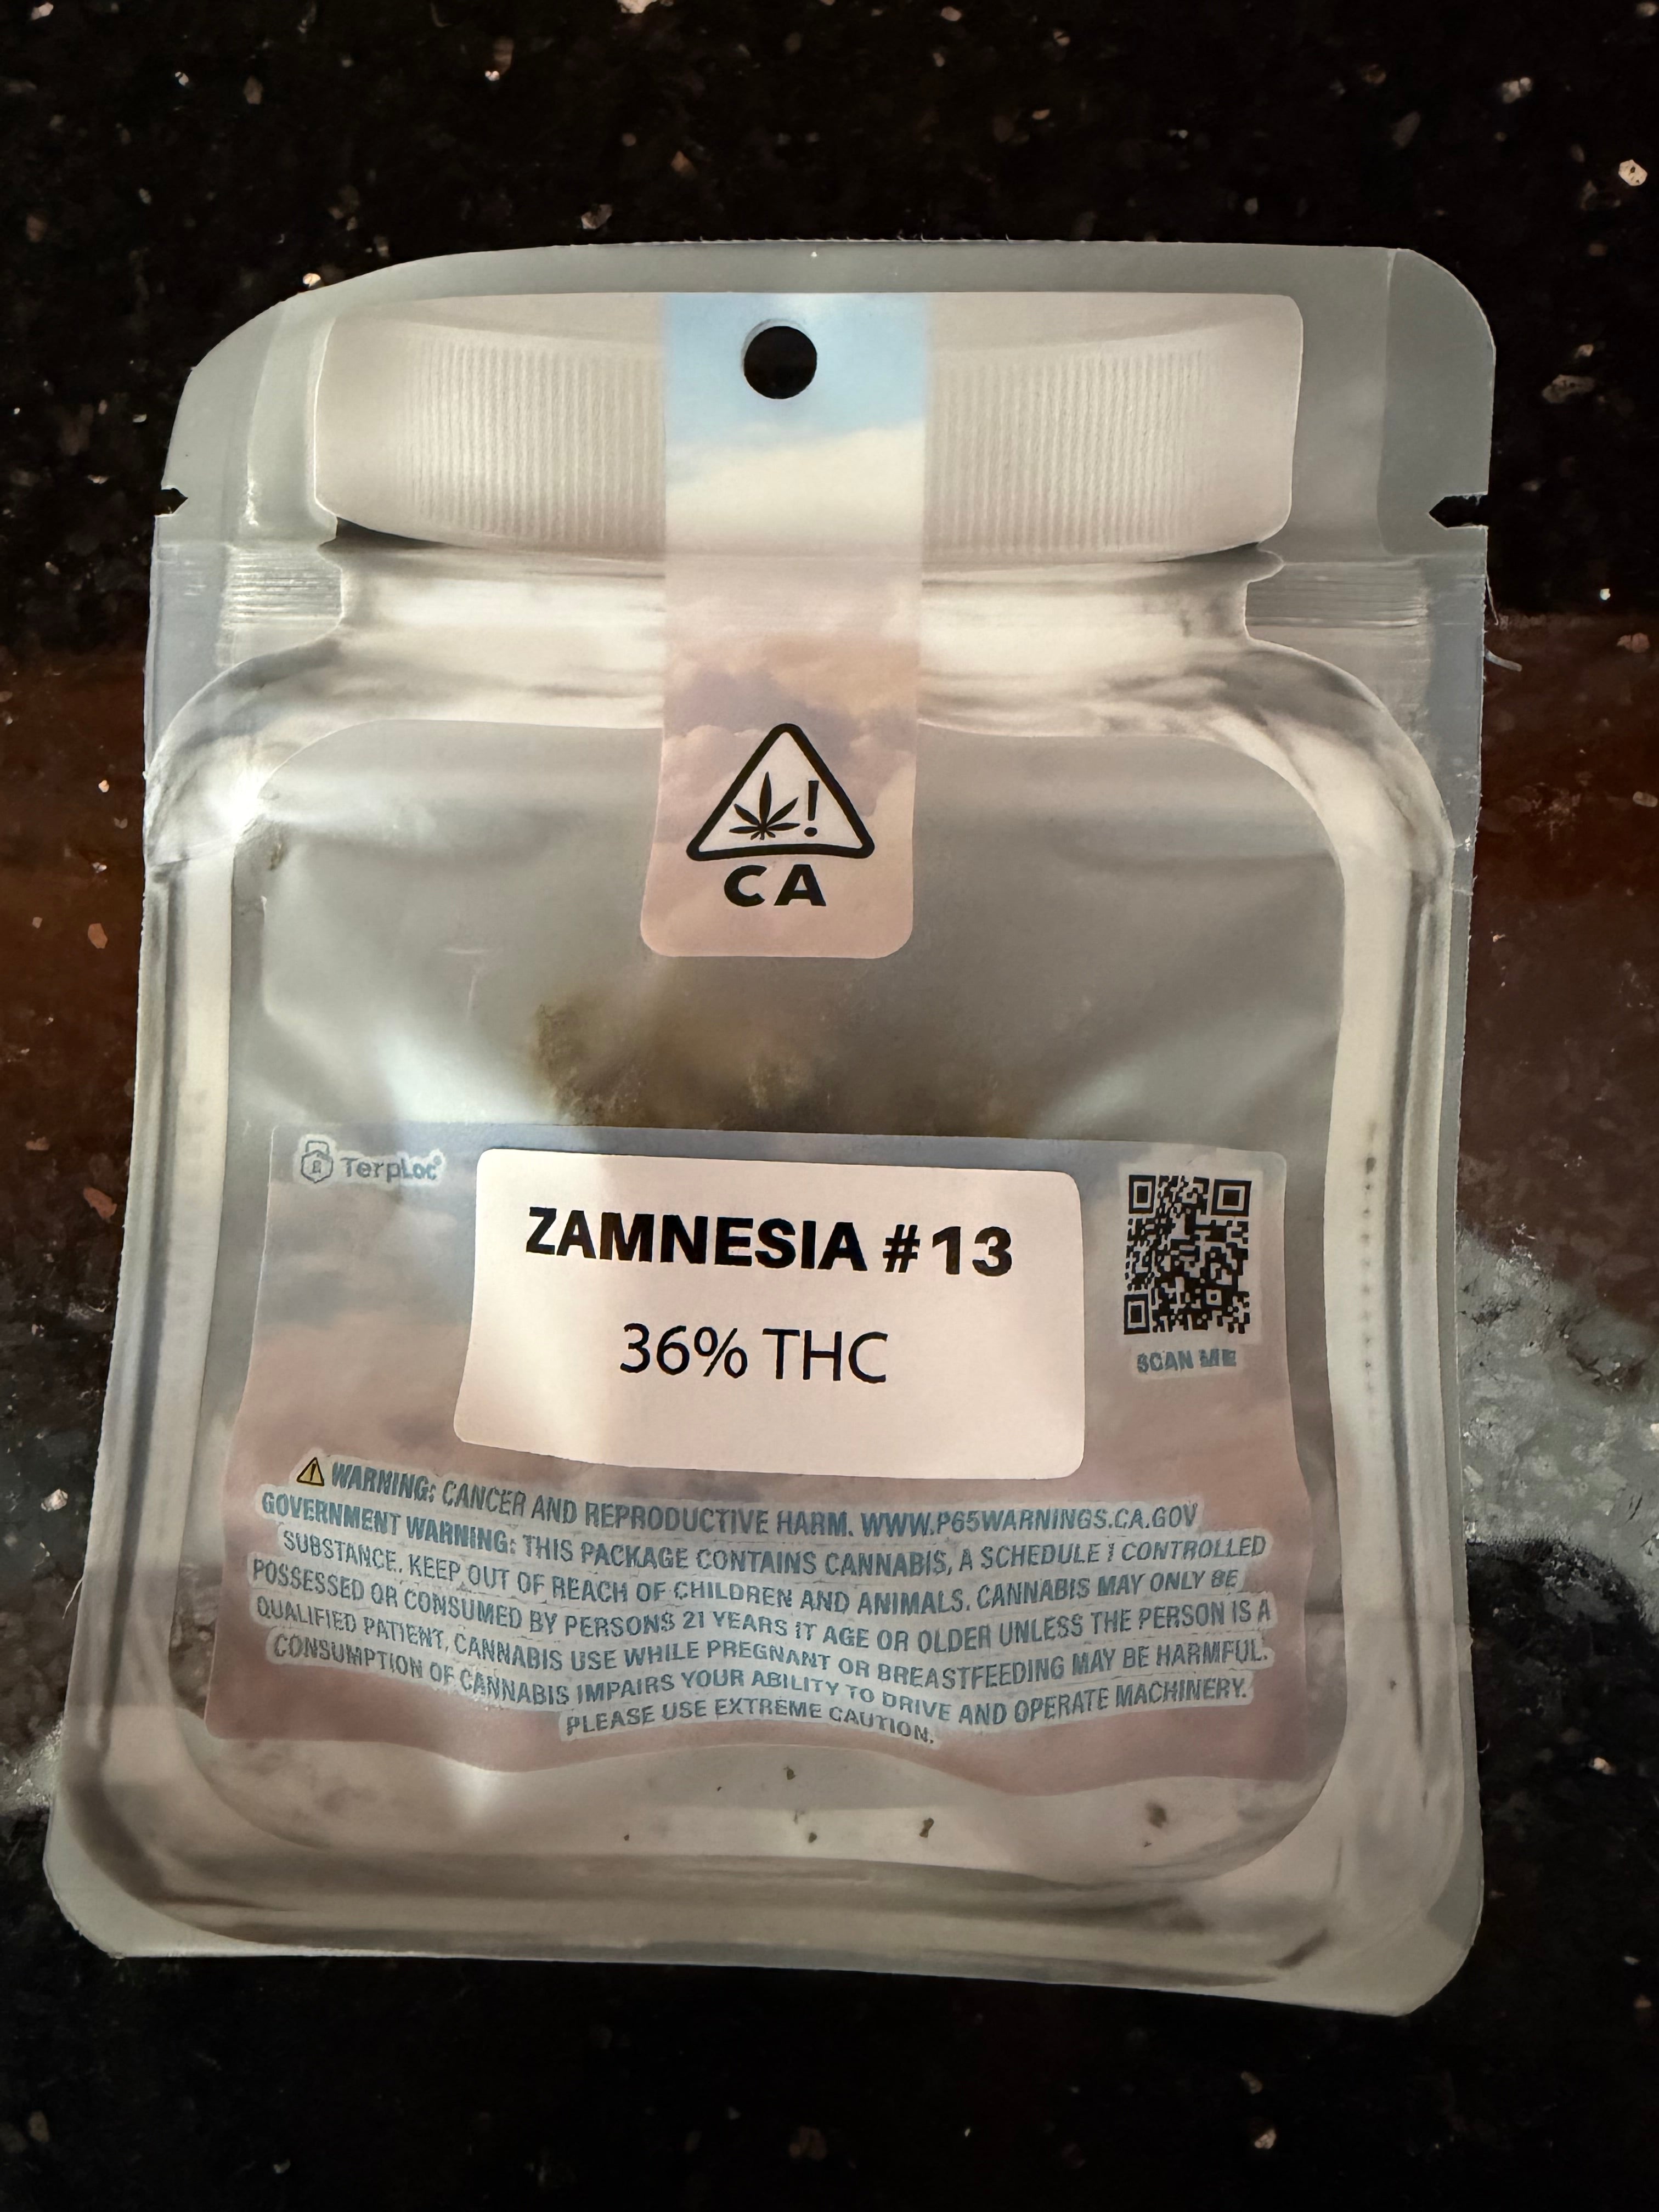 CA
TerpLoc®
ZAMNESIA #13
36% THC
SCAN ME
WARNING: CANCER AND REPRODUCTIVE HARM. WWW.P65WARNINGS.CA.GOV
GOVERNMENT WARNING: THIS PACKAGE CONTAINS CANNABIS, A SCHEDULE I CONTROLLED
SUBSTANCE. KEEP OUT OF REACH OF CHILDREN AND ANIMALS. CANNABIS MAY ONLY BE
POSSESSED OR CONSUMED BY PERSONS 21 YEARS IT AGE OR OLDER UNLESS THE PERSON IS A
QUALIFIED PATIENT, CANNABIS USE WHILE PREGNANT OR BREASTFEEDING MAY BE HARMFUL.
CONSUMPTION OF CANNABIS IMPAIRS YOUR ABILITY TO DRIVE AND OPERATE MACHINERY.
PLEASE USE EXTREME CAUTION.